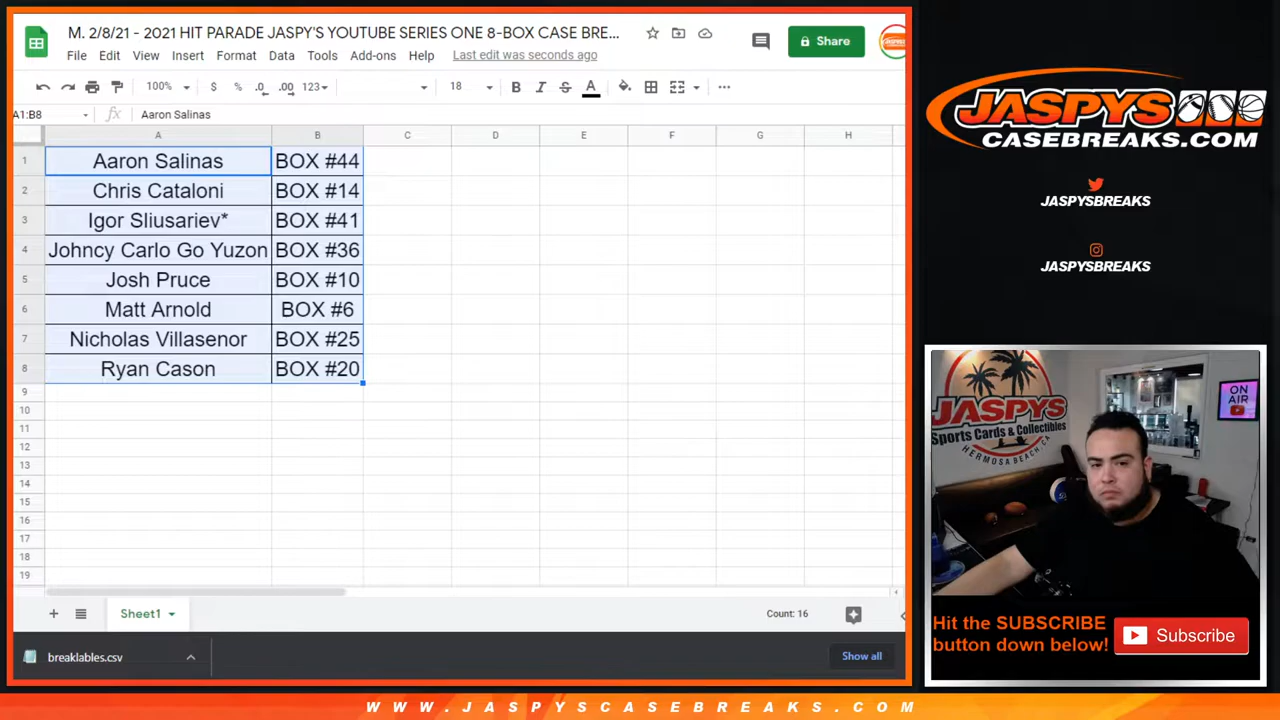 M. 2/8/21 - 2021 HIT PARADE JASPY'S YOUTUBE SERIES ONE 8-BOX CASE BRE...
File Edit View Insert Format Data Tools Add-ons Help Last edit was seconds ago
Share
100% $ % .0 .00 123 18 B I S A
A1:B8 fx Aaron Salinas
A B C D E F G H
1 Aaron Salinas BOX #44
2 Chris Cataloni BOX #14
3 Igor Sliusariev* BOX #41
4 Johncy Carlo Go Yuzon BOX #36
5 Josh Pruce BOX #10
6 Matt Arnold BOX #6
7 Nicholas Villasenor BOX #25
8 Ryan Cason BOX #20
9
10
11
12
13
14
15
16
17
18
19
+ Sheet1 Count: 16
breaklables.csv Show all
JASPYS
CASEBREAKS.COM
JASPYSBREAKS
JASPYSBREAKS
JASPYS
Sports Cards & Collectibles
HERMOSA BEACH, CA
ON
AIR
Hit the SUBSCRIBE
button down below!
Subscribe
WWW.JASPYSCASEBREAKS.COM